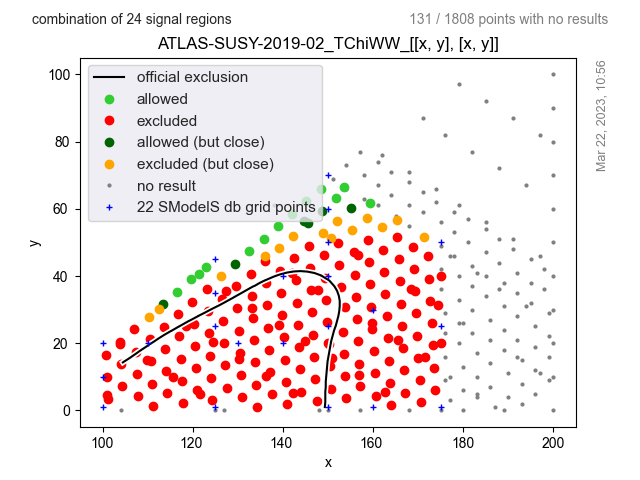 combination of 24 signal regions
131 / 1808 points with no results
ATLAS-SUSY-2019-02_TChiWW_[[x, y], [x, y]]
official exclusion
allowed
excluded
allowed (but close)
excluded (but close)
no result
22 SModelS db grid points
Mar 22, 2023, 10:56
100
80
60
40
20
0
y
100
120
140
160
180
200
x